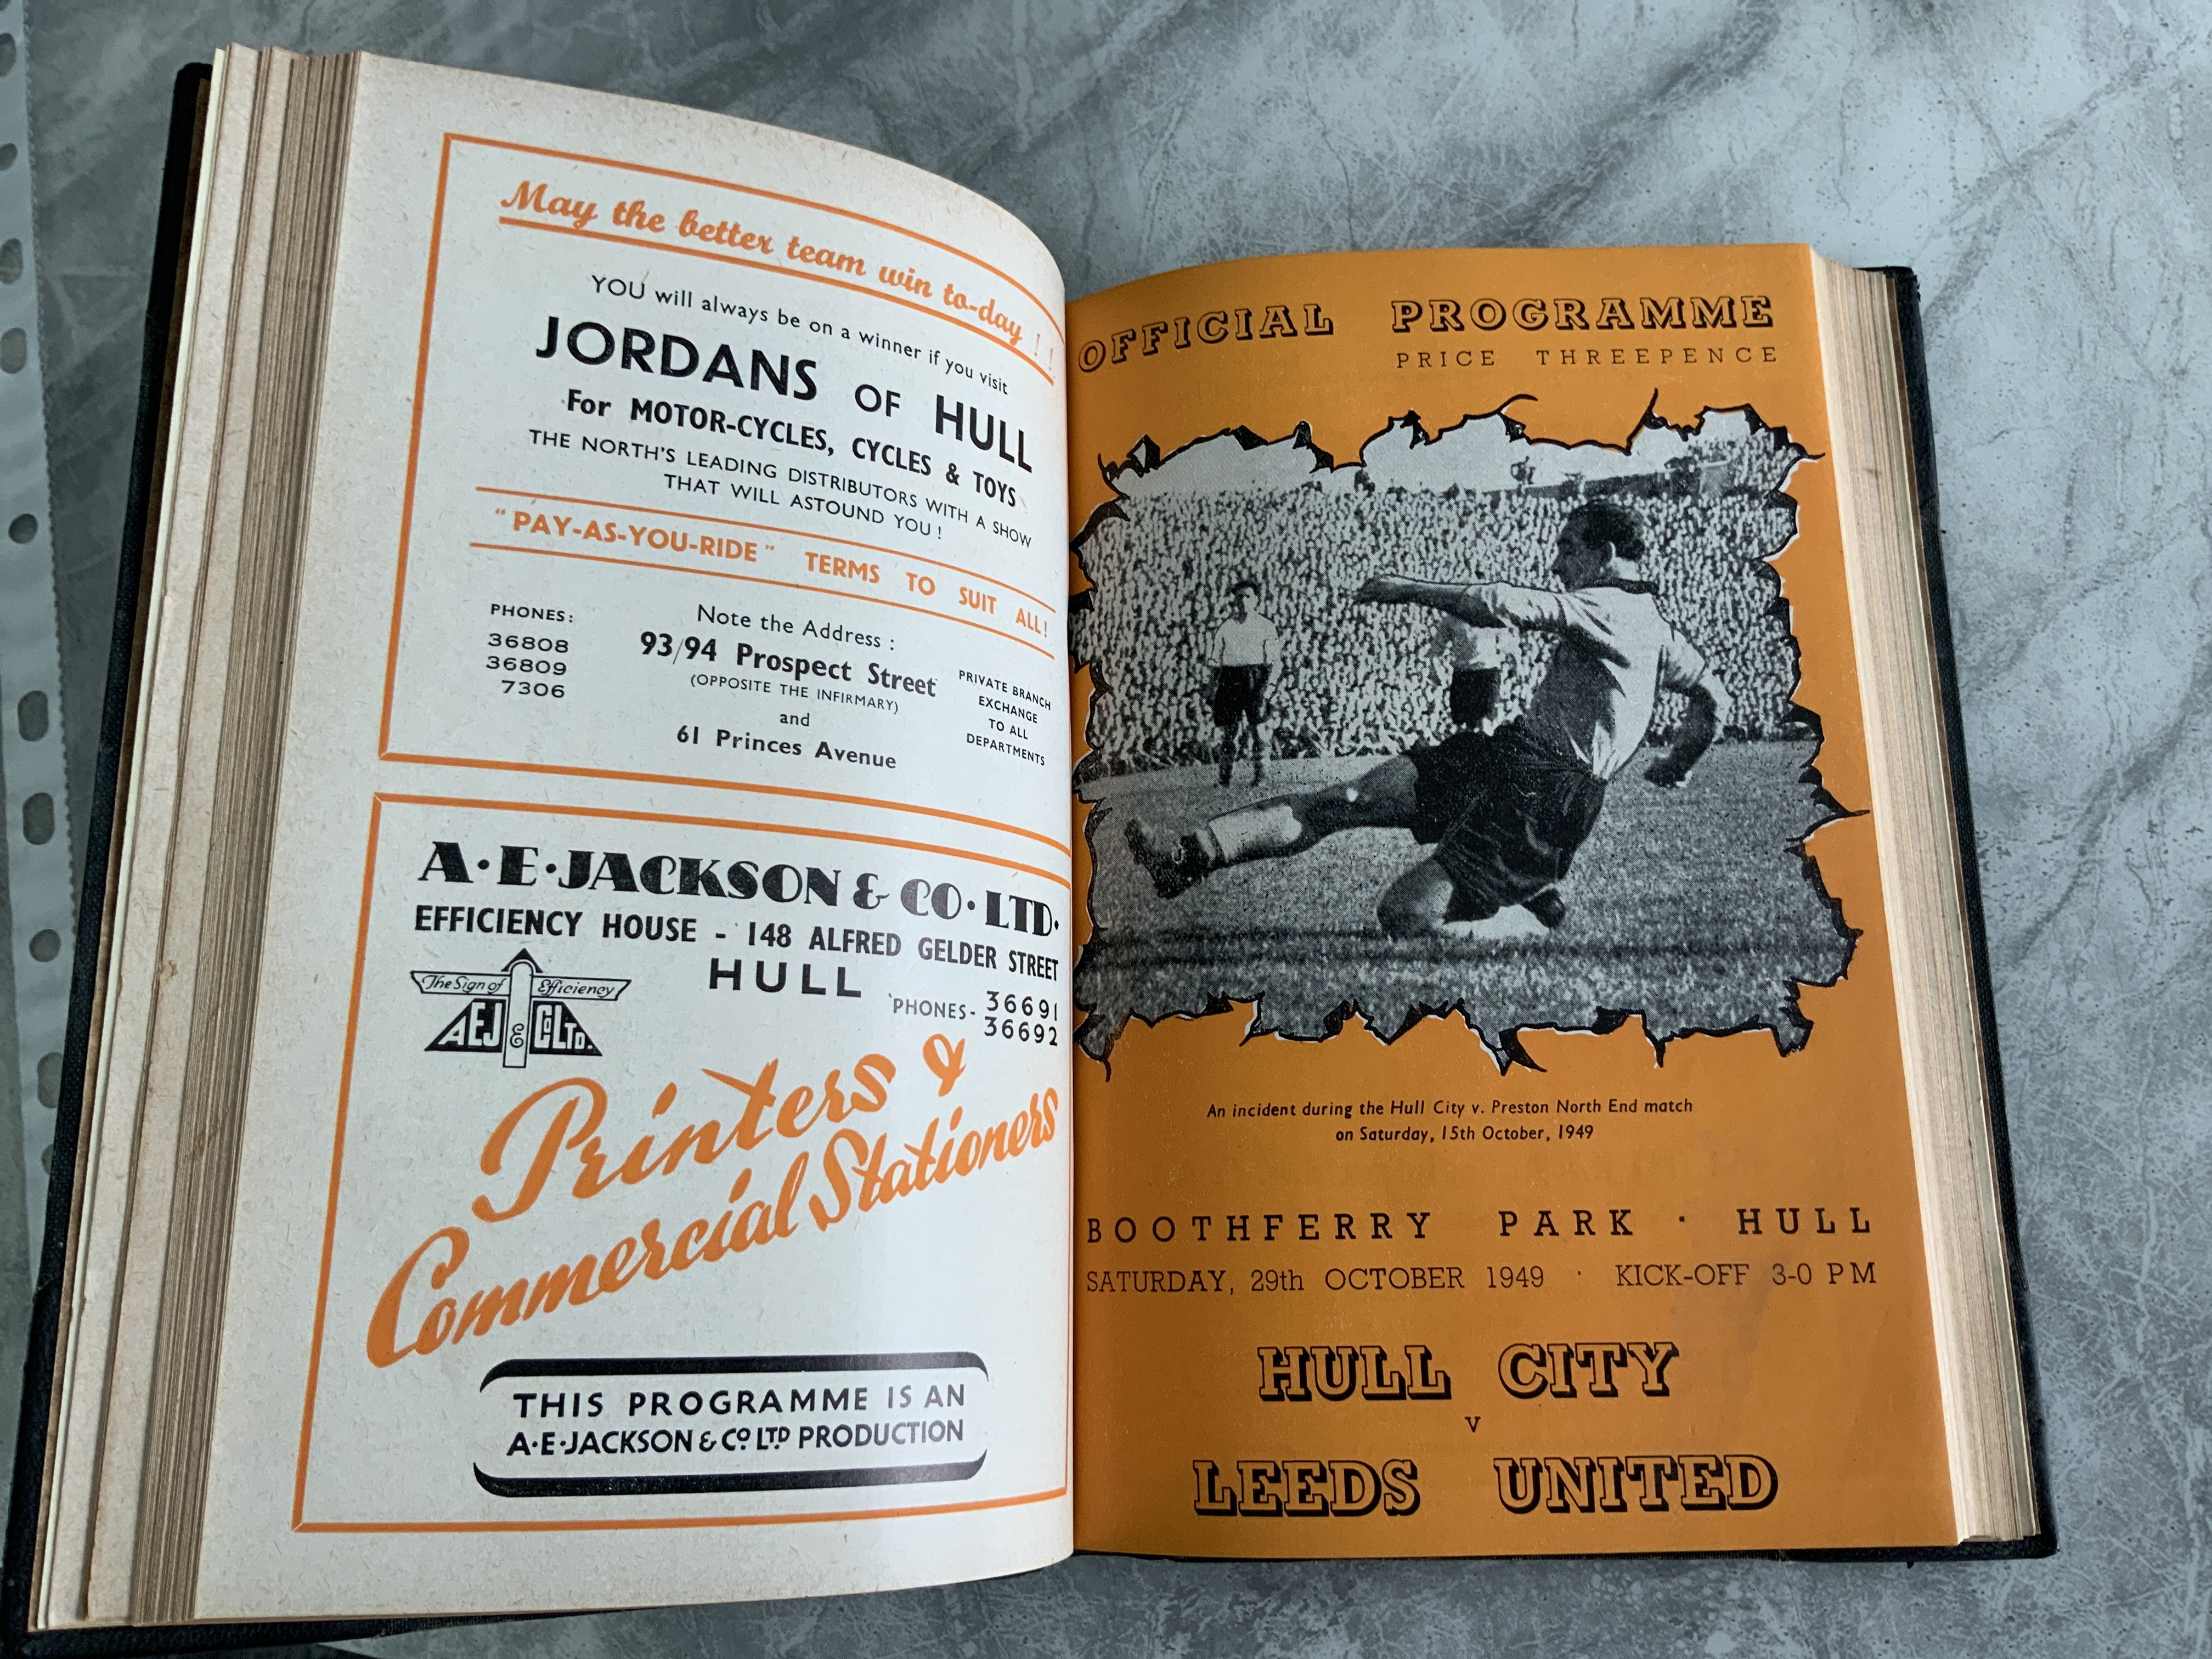 May the better team win to-day ! !
YOU will always be on a winner if you visit
JORDANS OF HULL
For MOTOR-CYCLES, CYCLES & TOYS
THE NORTH'S LEADING DISTRIBUTORS WITH A SHOW
THAT WILL ASTOUND YOU !
"PAY-AS-YOU-RIDE" TERMS TO SUIT ALL!
PHONES:
36808
36809
7306
Note the Address :
93/94 Prospect Street
(OPPOSITE THE INFIRMARY)
and
61 Princes Avenue
PRIVATE BRANCH
EXCHANGE
TO ALL
DEPARTMENTS
A·E·JACKSON & CO·LTD·
EFFICIENCY HOUSE - 148 ALFRED GELDER STREET
HULL
PHONES- 36691
36692
The Sign of Efficiency
AEJ & Co LTD.
Printers &
Commercial Stationers
THIS PROGRAMME IS AN
A·E·JACKSON & Co LTD PRODUCTION
OFFICIAL PROGRAMME
PRICE THREEPENCE
An incident during the Hull City v. Preston North End match
on Saturday, 15th October, 1949
BOOTHFERRY PARK · HULL
SATURDAY, 29th OCTOBER 1949 · KICK-OFF 3-0 PM
HULL CITY
v
LEEDS UNITED